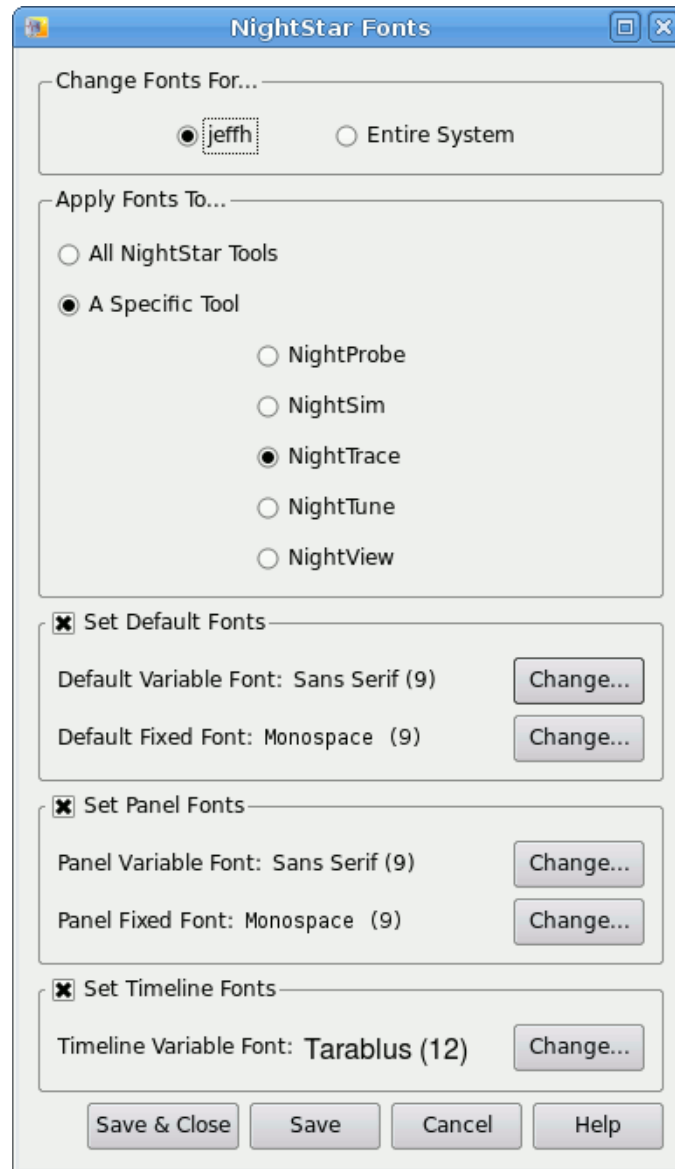 NightStar Fonts
Change Fonts For...
jeffh Entire System
Apply Fonts To...
All NightStar Tools
A Specific Tool
NightProbe
NightSim
NightTrace
NightTune
NightView
Set Default Fonts
Default Variable Font: Sans Serif (9) Change...
Default Fixed Font: Monospace (9) Change...
Set Panel Fonts
Panel Variable Font: Sans Serif (9) Change...
Panel Fixed Font: Monospace (9) Change...
Set Timeline Fonts
Timeline Variable Font: Tarablus (12) Change...
Save & Close Save Cancel Help